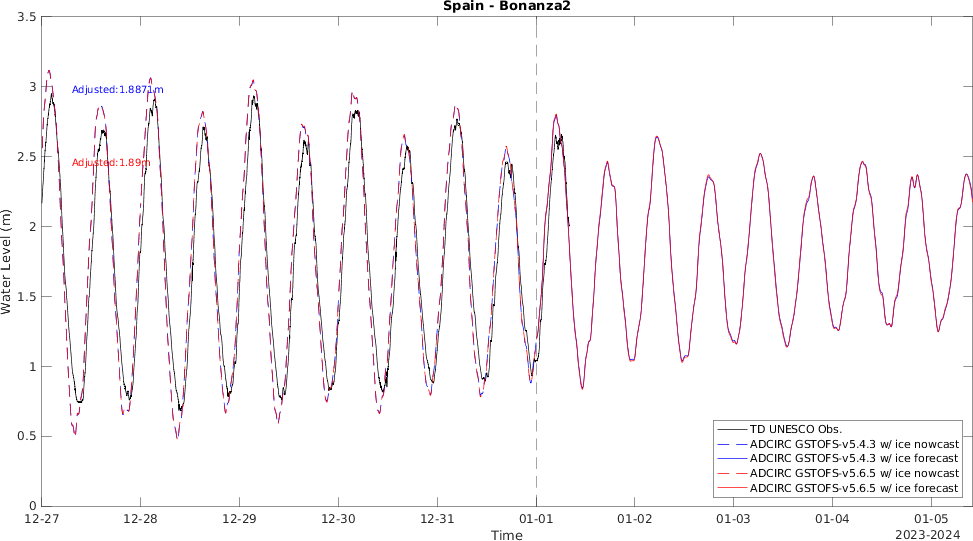 Spain - Bonanza2
3.5
3
2.5
2
1.5
1
0.5
0
Water Level (m)
Adjusted:1.8871m
Adjusted:1.89m
TD UNESCO Obs.
ADCIRC GSTOFS-v5.4.3 w/ ice nowcast
ADCIRC GSTOFS-v5.4.3 w/ ice forecast
ADCIRC GSTOFS-v5.6.5 w/ ice nowcast
ADCIRC GSTOFS-v5.6.5 w/ ice forecast
12-27 12-28 12-29 12-30 12-31 01-01 01-02 01-03 01-04 01-05
Time
2023-2024